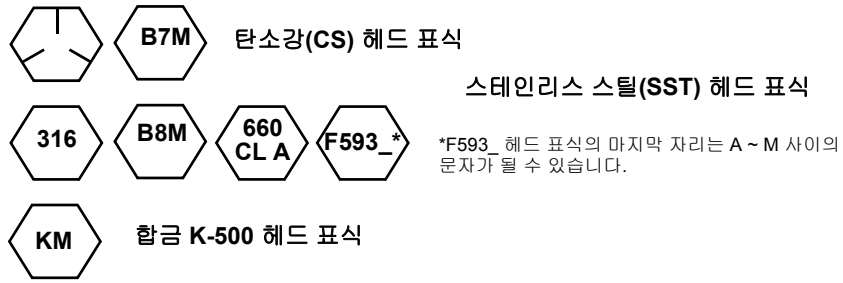 B7M
탄소강(CS) 헤드 표식
스테인리스 스틸(SST) 헤드 표식
316
B8M
660
CL A
F593_*
*F593_ 헤드 표식의 마지막 자리는 A ~ M 사이의
문자가 될 수 있습니다.
KM
합금 K-500 헤드 표식